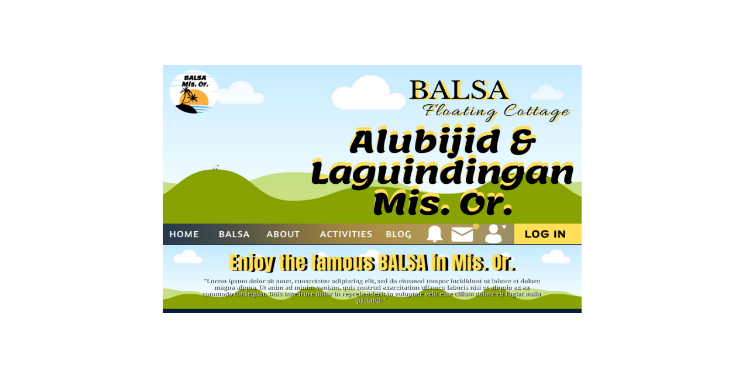 BALSA
Mis. Or.
BALSA
Floating Cottage
Alubijid &
Laguindingan
Mis. Or.
HOME BALSA ABOUT ACTIVITIES BLOG LOG IN
Enjoy the famous BALSA in Mis. Or.
"Lorem ipsum dolor sit amet, consectetur adipiscing elit, sed do eiusmod tempor incididunt ut labore et dolore
magna aliqua. Ut enim ad minim veniam, quis nostrud exercitation ullamco laboris nisi ut aliquip ex ea
commodo consequat. Duis aute irure dolor in reprehenderit in voluptate velit esse cillum dolore eu fugiat nulla
pariatur."